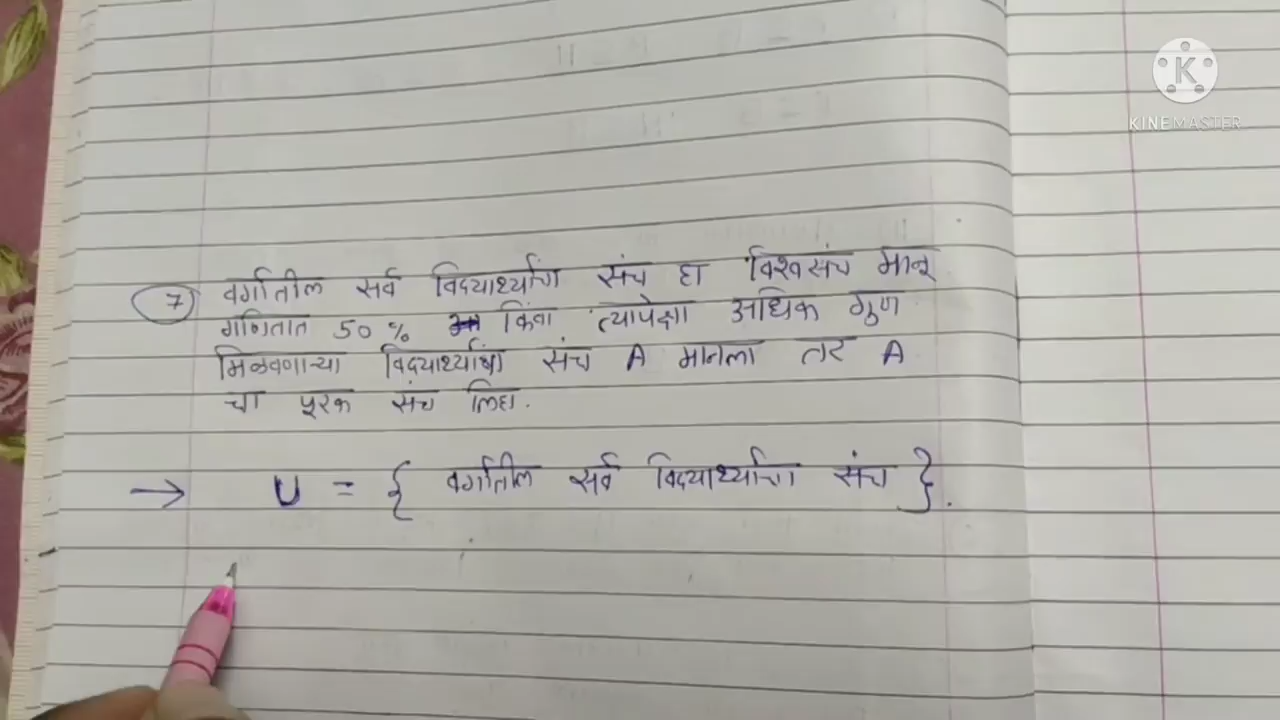 K
KINEMASTER
7 वर्गातील सर्व विद्यार्थ्यांचा संच हा विश्वसंच मानू
गणितात 50 % किंवा त्यापेक्षा अधिक गुण
मिळवणाऱ्या विद्यार्थ्यांचा संच A मानला तर A
चा पूरक संच लिहा.
→ U = { वर्गातील सर्व विद्यार्थ्यांचा संच }.